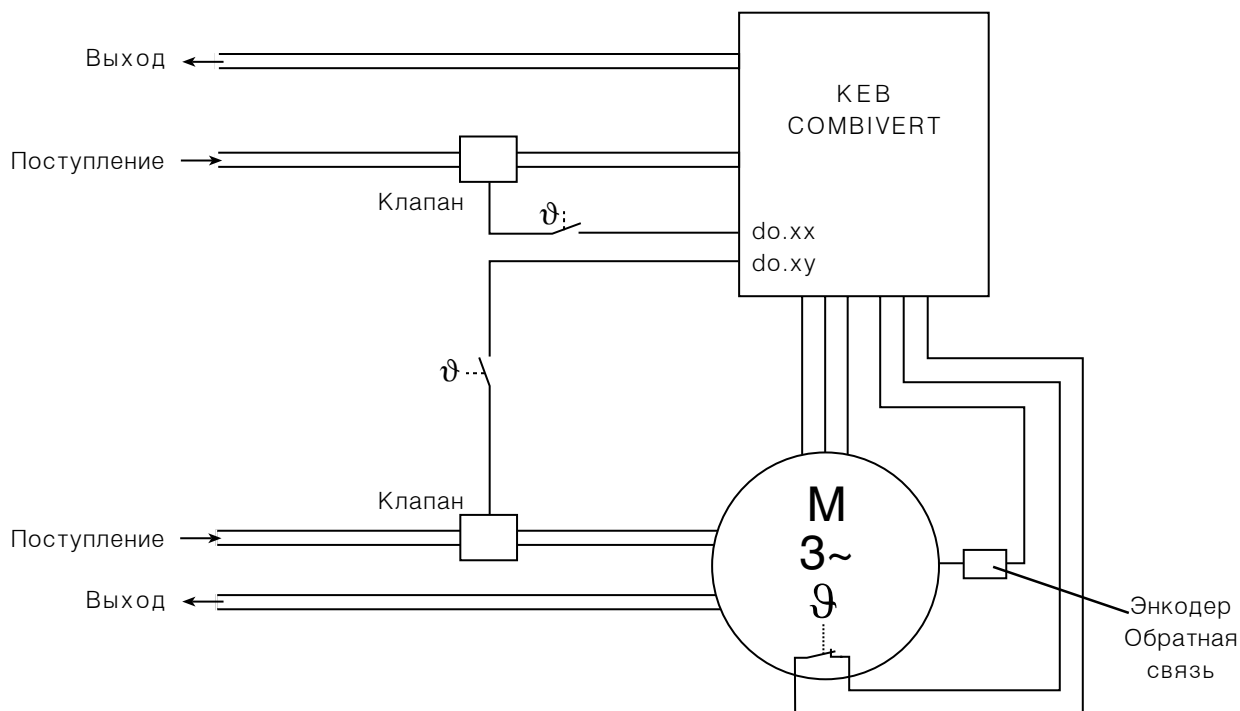 Выход
KEB
COMBIVERT
Поступление
Клапан
ϑ
do.xx
do.xy
ϑ
Клапан
M
3~
ϑ
Поступление
Выход
Энкодер
Обратная
связь